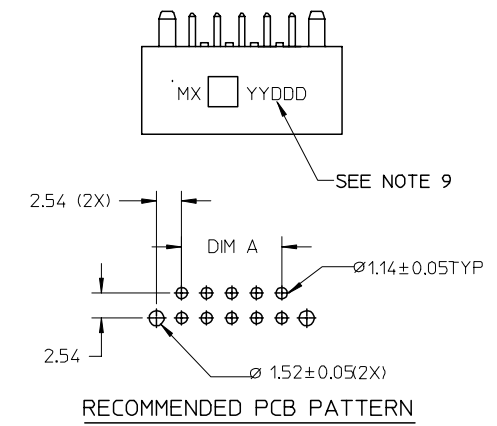 MX YYDDD
SEE NOTE 9
2.54 (2X)
DIM A
⌀1.14±0.05TYP
2.54
⌀ 1.52±0.05(2X)
RECOMMENDED PCB PATTERN